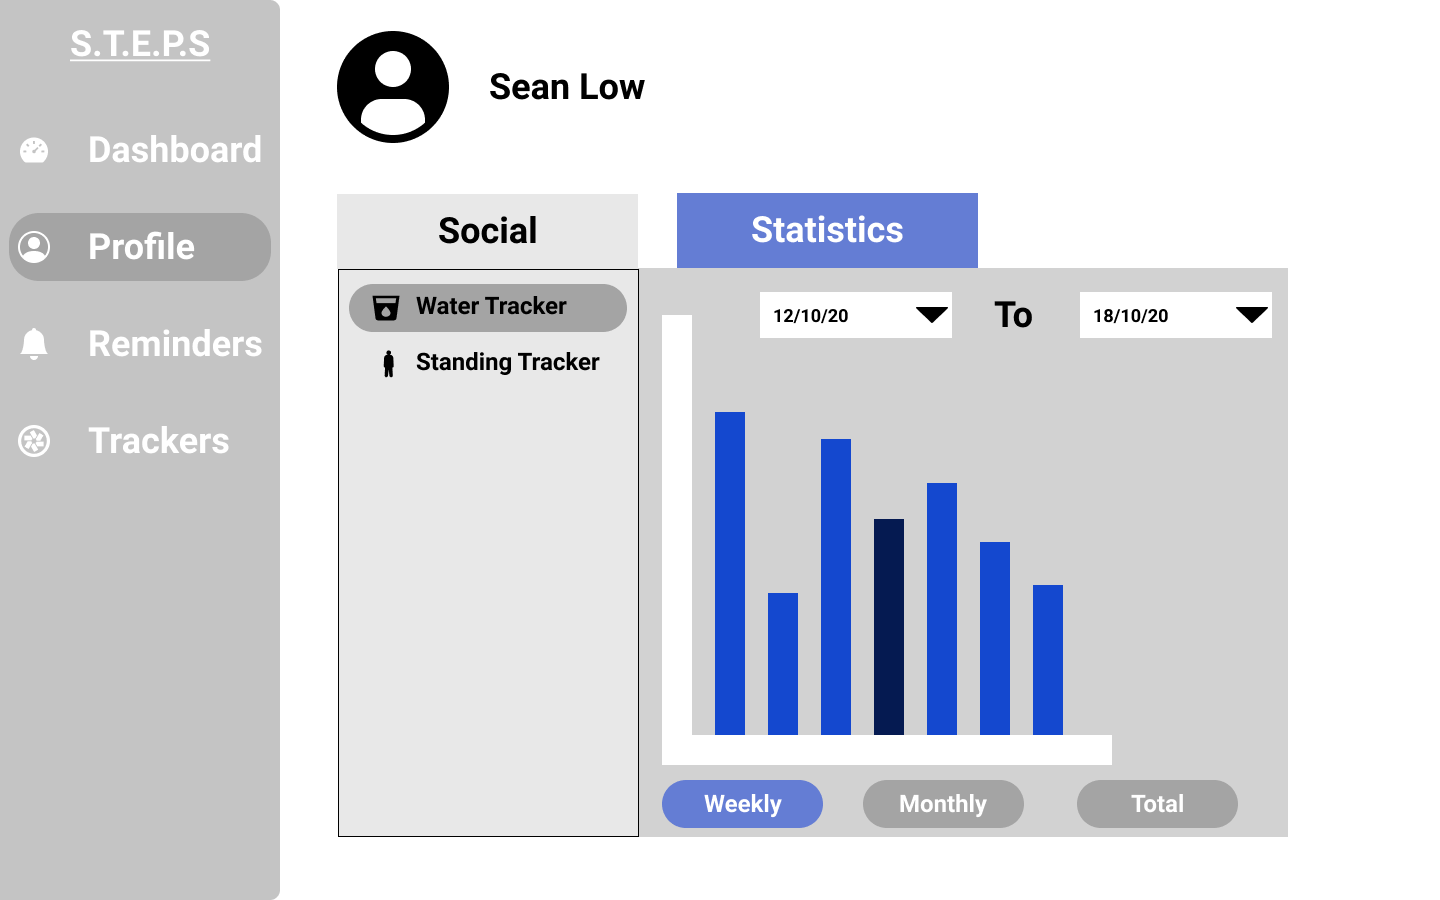 S.T.E.P.S
Dashboard
Profile
Reminders
Trackers
Sean Low
Social
Statistics
Water Tracker
Standing Tracker
12/10/20
To
18/10/20
Weekly
Monthly
Total